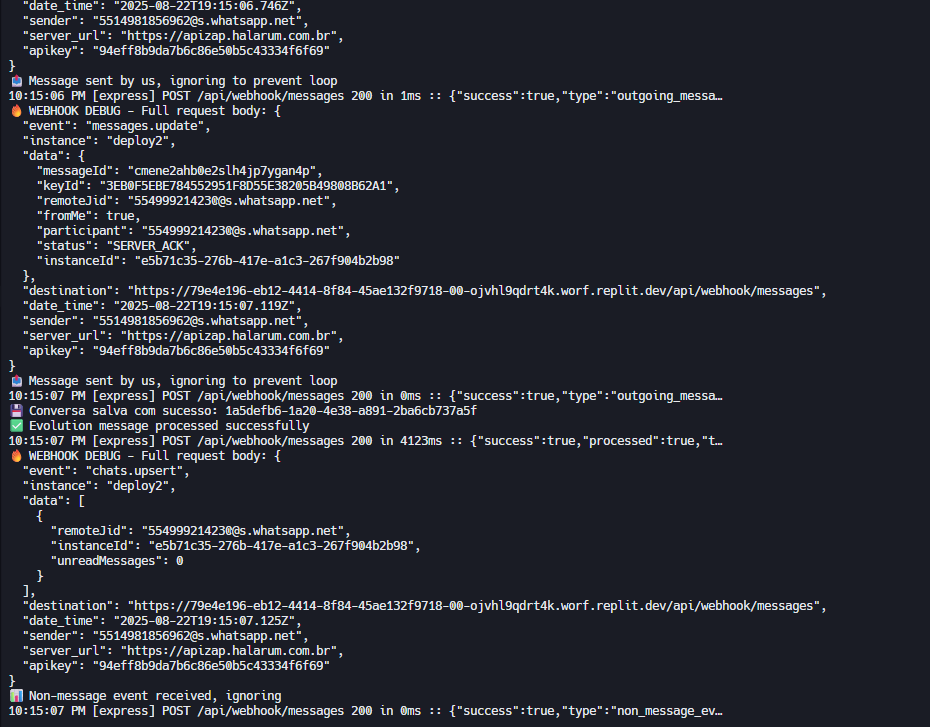 "date_time": "2025-08-22T19:15:06.746Z",
"sender": "5514981856962@s.whatsapp.net",
"server_url": "https://apizap.halarum.com.br",
"apikey": "94eff8b9da7b6c86e50b5c43334f6f69"
}
Message sent by us, ignoring to prevent loop
10:15:06 PM [express] POST /api/webhook/messages 200 in 1ms :: {"success":true,"type":"outgoing_messa…
WEBHOOK DEBUG - Full request body: {
"event": "messages.update",
"instance": "deploy2",
"data": {
"messageId": "cmene2ahb0e2slh4jp7ygan4p",
"keyId": "3EB0F5EBE784552951F8D55E38205B49808B62A1",
"remoteJid": "554999214230@s.whatsapp.net",
"fromMe": true,
"participant": "554999214230@s.whatsapp.net",
"status": "SERVER_ACK",
"instanceId": "e5b71c35-276b-417e-a1c3-267f904b2b98"
},
"destination": "https://79e4e196-eb12-4414-8f84-45ae132f9718-00-ojvhl9qdrt4k.worf.replit.dev/api/webhook/messages",
"date_time": "2025-08-22T19:15:07.119Z",
"sender": "5514981856962@s.whatsapp.net",
"server_url": "https://apizap.halarum.com.br",
"apikey": "94eff8b9da7b6c86e50b5c43334f6f69"
}
Message sent by us, ignoring to prevent loop
10:15:07 PM [express] POST /api/webhook/messages 200 in 0ms :: {"success":true,"type":"outgoing_messa…
Conversa salva com sucesso: 1a5defb6-1a20-4e38-a891-2ba6cb737a5f
Evolution message processed successfully
10:15:07 PM [express] POST /api/webhook/messages 200 in 4123ms :: {"success":true,"processed":true,"t…
WEBHOOK DEBUG - Full request body: {
"event": "chats.upsert",
"instance": "deploy2",
"data": [
{
"remoteJid": "554999214230@s.whatsapp.net",
"instanceId": "e5b71c35-276b-417e-a1c3-267f904b2b98",
"unreadMessages": 0
}
],
"destination": "https://79e4e196-eb12-4414-8f84-45ae132f9718-00-ojvhl9qdrt4k.worf.replit.dev/api/webhook/messages",
"date_time": "2025-08-22T19:15:07.125Z",
"sender": "5514981856962@s.whatsapp.net",
"server_url": "https://apizap.halarum.com.br",
"apikey": "94eff8b9da7b6c86e50b5c43334f6f69"
}
Non-message event received, ignoring
10:15:07 PM [express] POST /api/webhook/messages 200 in 0ms :: {"success":true,"type":"non_message_ev…